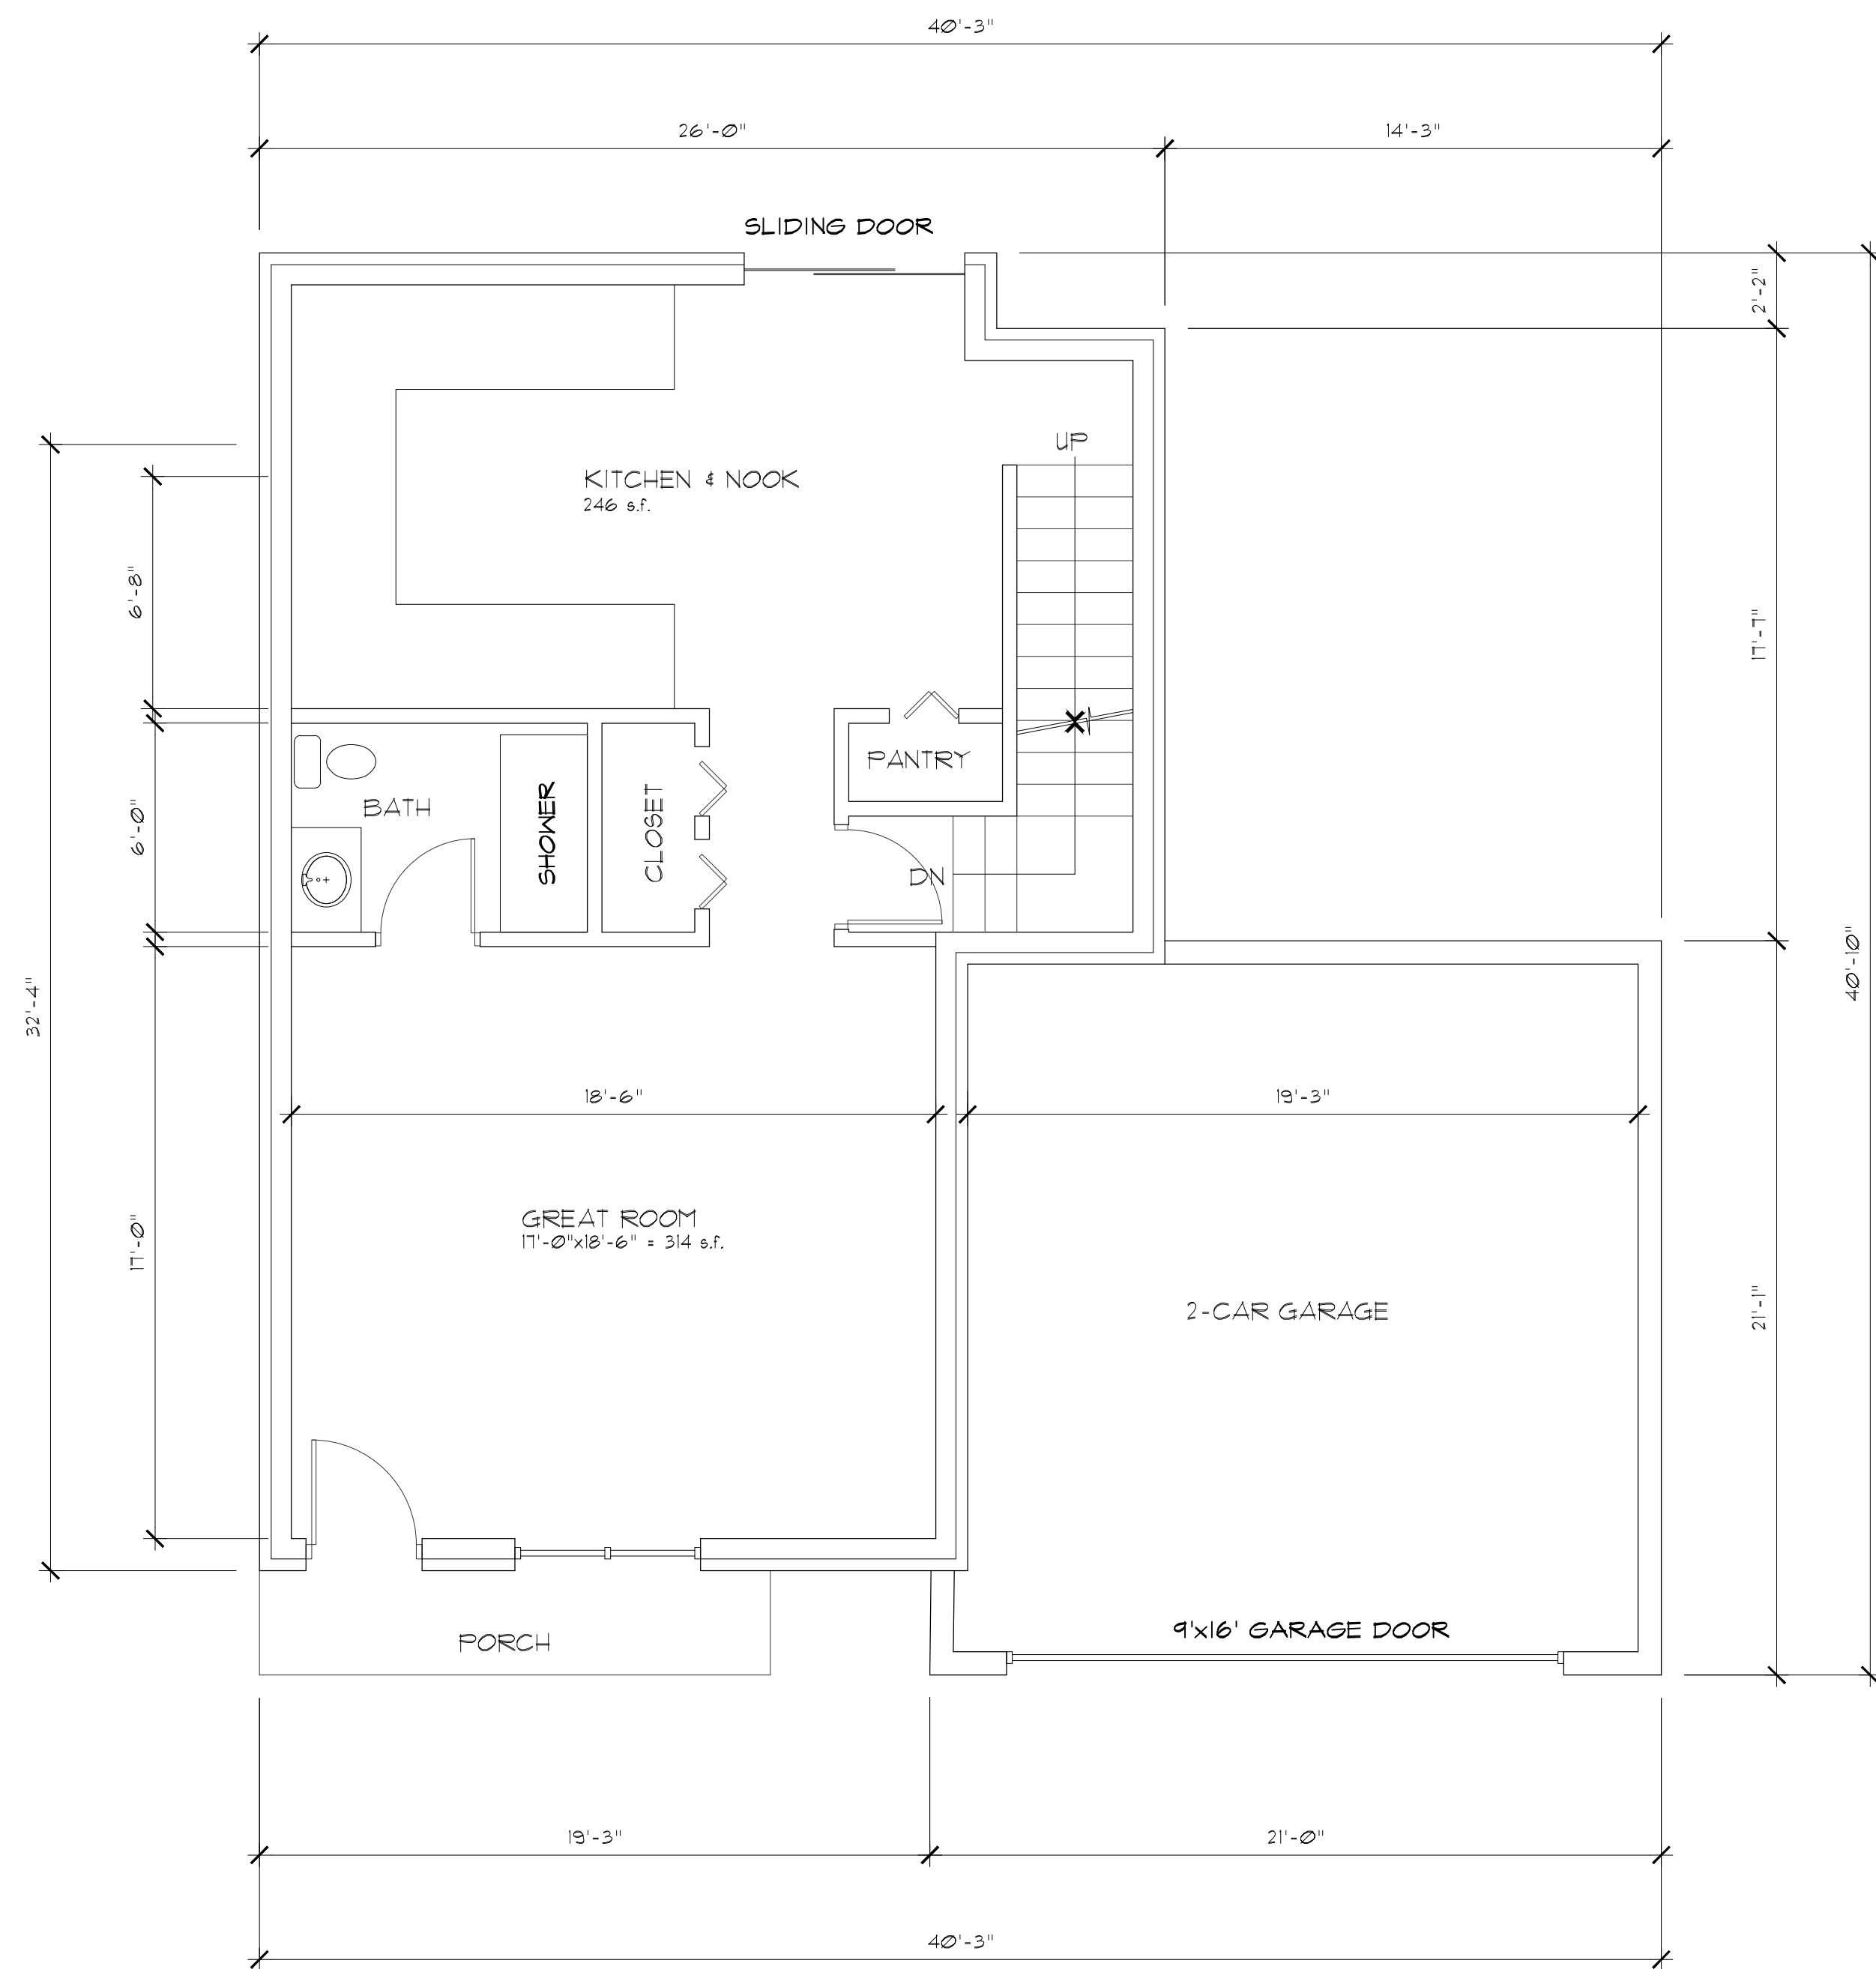 40'-3"
26'-0"
14'-3"
SLIDING DOOR
2'-2"
UP
KITCHEN & NOOK
246 s.f.
6'-8"
17'-7"
PANTRY
BATH
SHOWER
CLOSET
6'-0"
DN
40'-10"
32'-4"
18'-6"
19'-3"
GREAT ROOM
17'-0"x18'-6" = 314 s.f.
17'-0"
2-CAR GARAGE
21'-1"
9'x16' GARAGE DOOR
PORCH
19'-3"
21'-0"
40'-3"